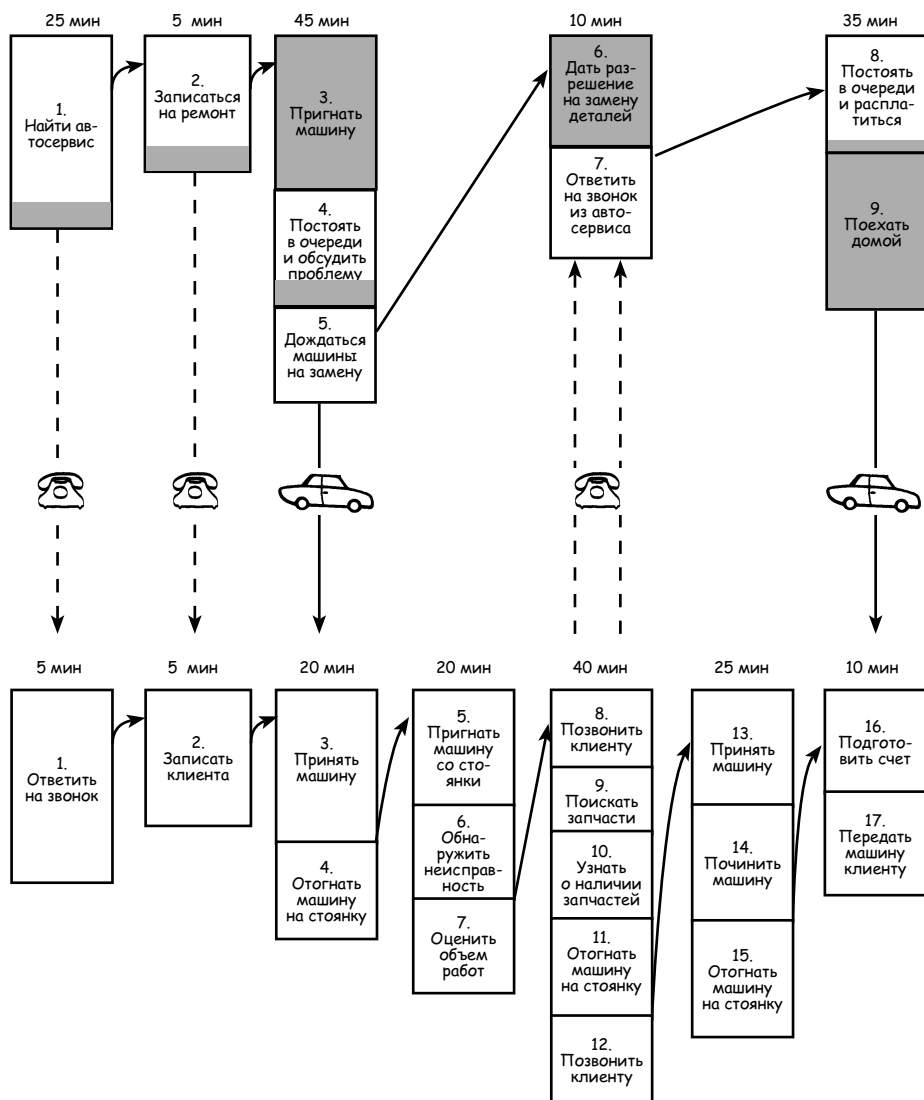 25 мин
5 мин
45 мин
10 мин
35 мин
1.
Найти ав-
тосервис
2.
Записаться
на ремонт
3.
Пригнать
машину
4.
Постоять
в очереди
и обсудить
проблему
5.
Дождаться
машины
на замену
6.
Дать раз-
решение
на замену
деталей
7.
Ответить
на звонок
из авто-
сервиса
8.
Постоять
в очереди
и распла-
титься
9.
Поехать
домой
5 мин
5 мин
20 мин
20 мин
40 мин
25 мин
10 мин
1.
Ответить
на звонок
2.
Записать
клиента
3.
Принять
машину
4.
Отогнать
машину
на стоянку
5.
Пригнать
машину
со сто-
янки
6.
Обна-
ружить
неисправ-
ность
7.
Оценить
объем
работ
8.
Позвонить
клиенту
9.
Поискать
запчасти
10.
Узнать
о наличии
запчастей
11.
Отогнать
машину
на стоянку
12.
Позвонить
клиенту
13.
Принять
машину
14.
Починить
машину
15.
Отогнать
машину
на стоянку
16.
Подгото-
вить счет
17.
Передать
машину
клиенту